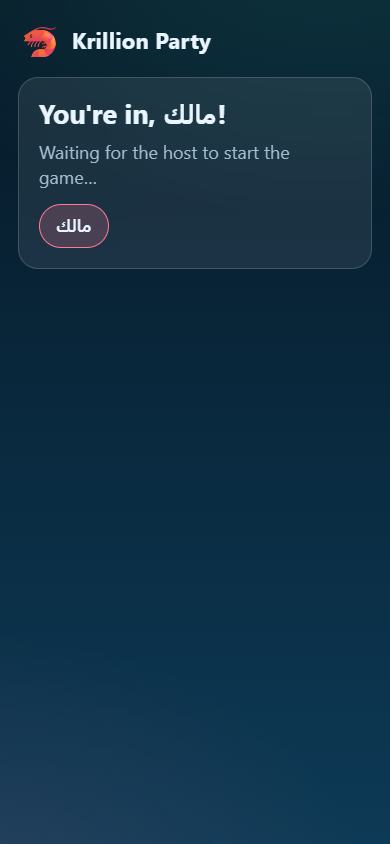 Krillion Party
You're in, مالك!
Waiting for the host to start the
game...
مالك